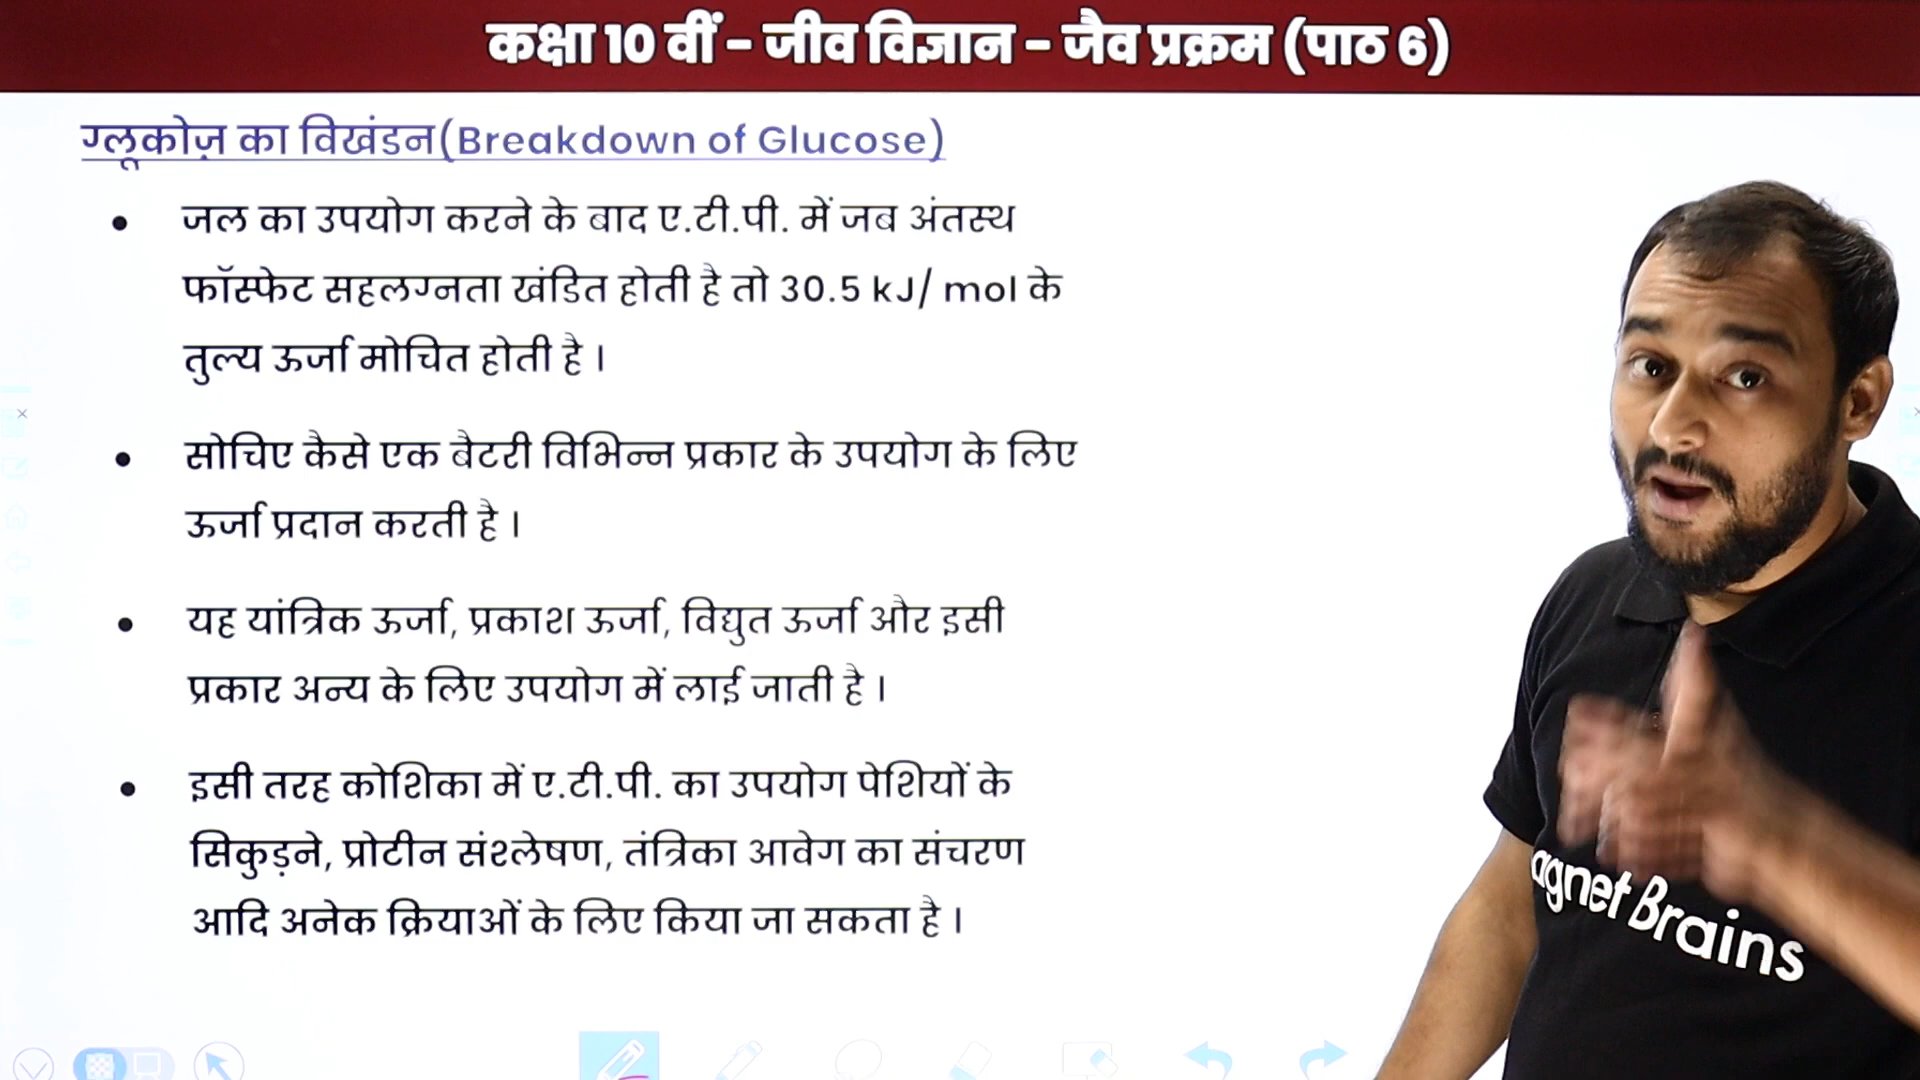 कक्षा 10 वीं - जीव विज्ञान - जैव प्रक्रम (पाठ 6)
ग्लूकोज़ का विखंडन(Breakdown of Glucose)
• जल का उपयोग करने के बाद ए.टी.पी. में जब अंतस्थ
फॉस्फेट सहलग्नता खंडित होती है तो 30.5 kJ/ mol के
तुल्य ऊर्जा मोचित होती है ।
• सोचिए कैसे एक बैटरी विभिन्न प्रकार के उपयोग के लिए
ऊर्जा प्रदान करती है ।
• यह यांत्रिक ऊर्जा, प्रकाश ऊर्जा, विद्युत ऊर्जा और इसी
प्रकार अन्य के लिए उपयोग में लाई जाती है ।
• इसी तरह कोशिका में ए.टी.पी. का उपयोग पेशियों के
सिकुड़ने, प्रोटीन संश्लेषण, तंत्रिका आवेग का संचरण
आदि अनेक क्रियाओं के लिए किया जा सकता है ।
agnet Brains